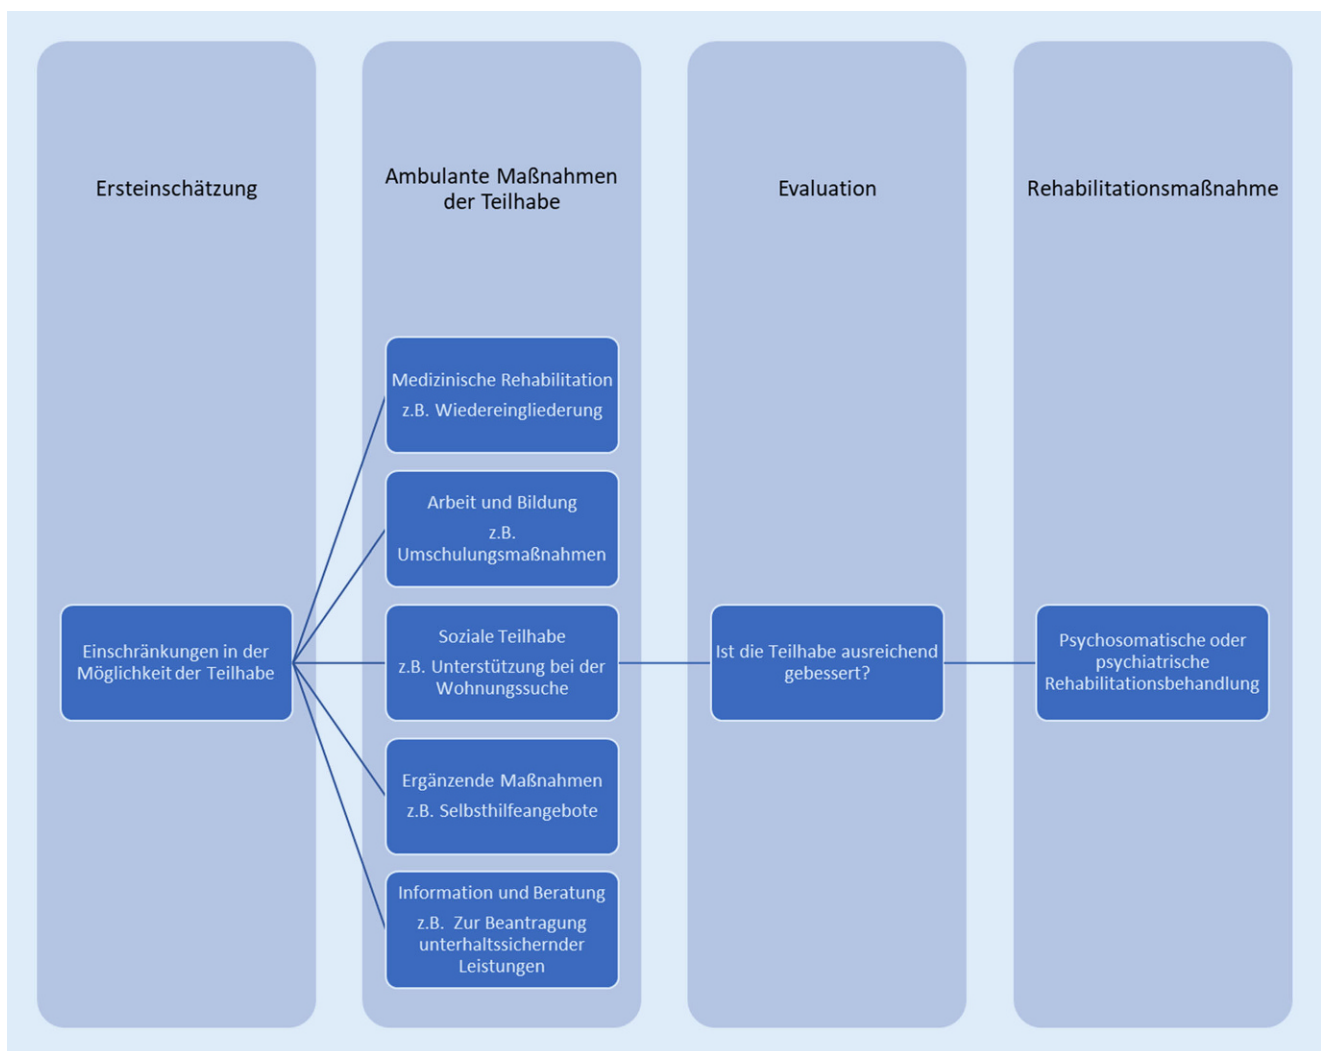 Ersteinschätzung
Ambulante Maßnahmen
der Teilhabe
Evaluation
Rehabilitationsmaßnahme
Einschränkungen in der
Möglichkeit der Teilhabe
Medizinische Rehabilitation
z.B. Wiedereingliederung
Arbeit und Bildung
z.B.
Umschulungsmaßnahmen
Soziale Teilhabe
z.B. Unterstützung bei der
Wohnungssuche
Ergänzende Maßnahmen
z.B. Selbsthilfeangebote
Information und Beratung
z.B. Zur Beantragung
unterhaltssichernder
Leistungen
Ist die Teilhabe ausreichend
gebessert?
Psychosomatische oder
psychiatrische
Rehabilitationsbehandlung